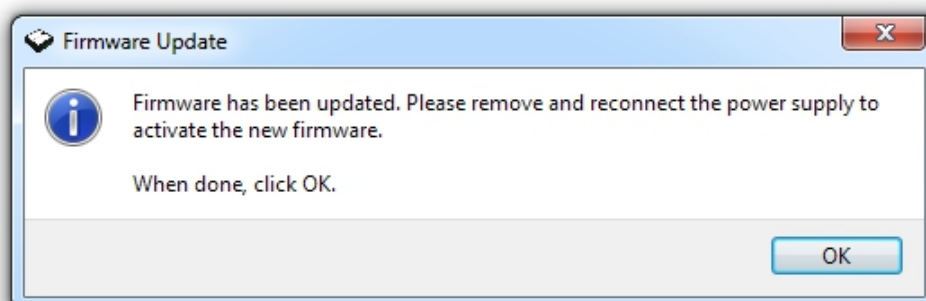 Firmware Update
Firmware has been updated. Please remove and reconnect the power supply to
activate the new firmware.
When done, click OK.
OK